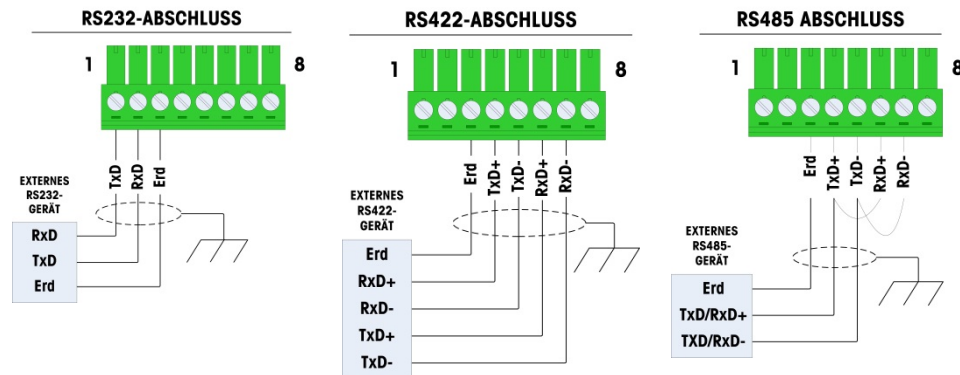 RS232-ABSCHLUSS
1
8
TxD
RxD
Erd
EXTERNES
RS232-
GERÄT
RxD
TxD
Erd
RS422-ABSCHLUSS
1
8
Erd
TxD+
TxD-
RxD+
RxD-
EXTERNES
RS422-
GERÄT
Erd
RxD+
RxD-
TxD+
TxD-
RS485 ABSCHLUSS
1
8
Erd
TxD+
TxD-
RxD+
RxD-
EXTERNES
RS485-
GERÄT
Erd
TxD/RxD+
TXD/RxD-